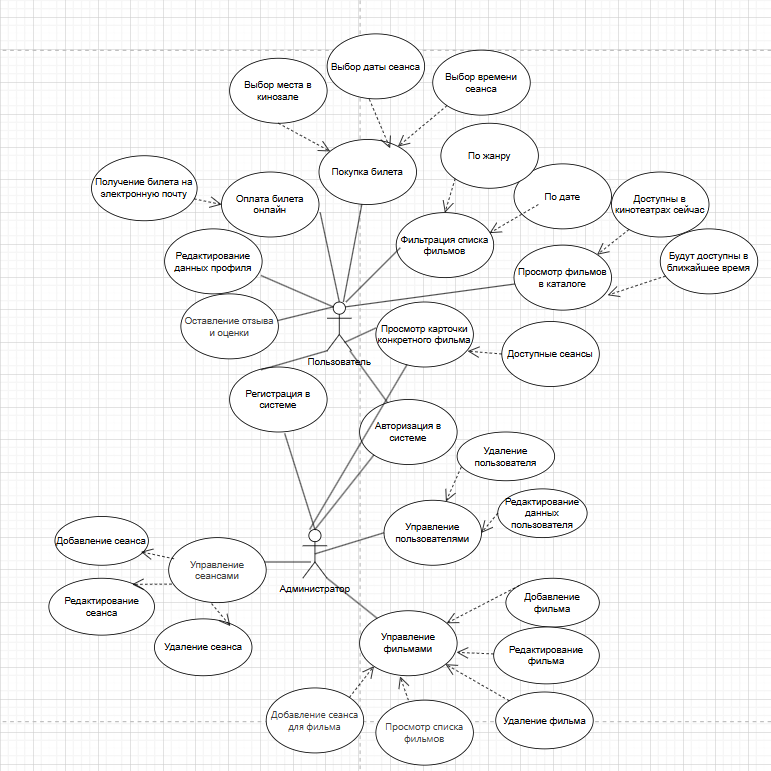 Выбор даты сеанса
Выбор места в
кинозале
Выбор времени
сеанса
По жанру
Покупка билета
Получение билета на
электронную почту
Оплата билета
онлайн
По дате
Доступны в
кинотеатрах сейчас
Фильтрация списка
фильмов
Редактирование
данных профиля
Просмотр фильмов
в каталоге
Будут доступны в
ближайшее время
Оставление отзыва
и оценки
Просмотр карточки
конкретного фильма
Доступные сеансы
Пользователь
Регистрация в
системе
Авторизация в
системе
Удаление
пользователя
Редактирование
данных
пользователя
Управление
пользователями
Добавление сеанса
Управление
сеансами
Администратор
Редактирование
сеанса
Удаление сеанса
Добавление
фильма
Управление
фильмами
Редактирование
фильма
Добавление сеанса
для фильма
Просмотр списка
фильмов
Удаление фильма